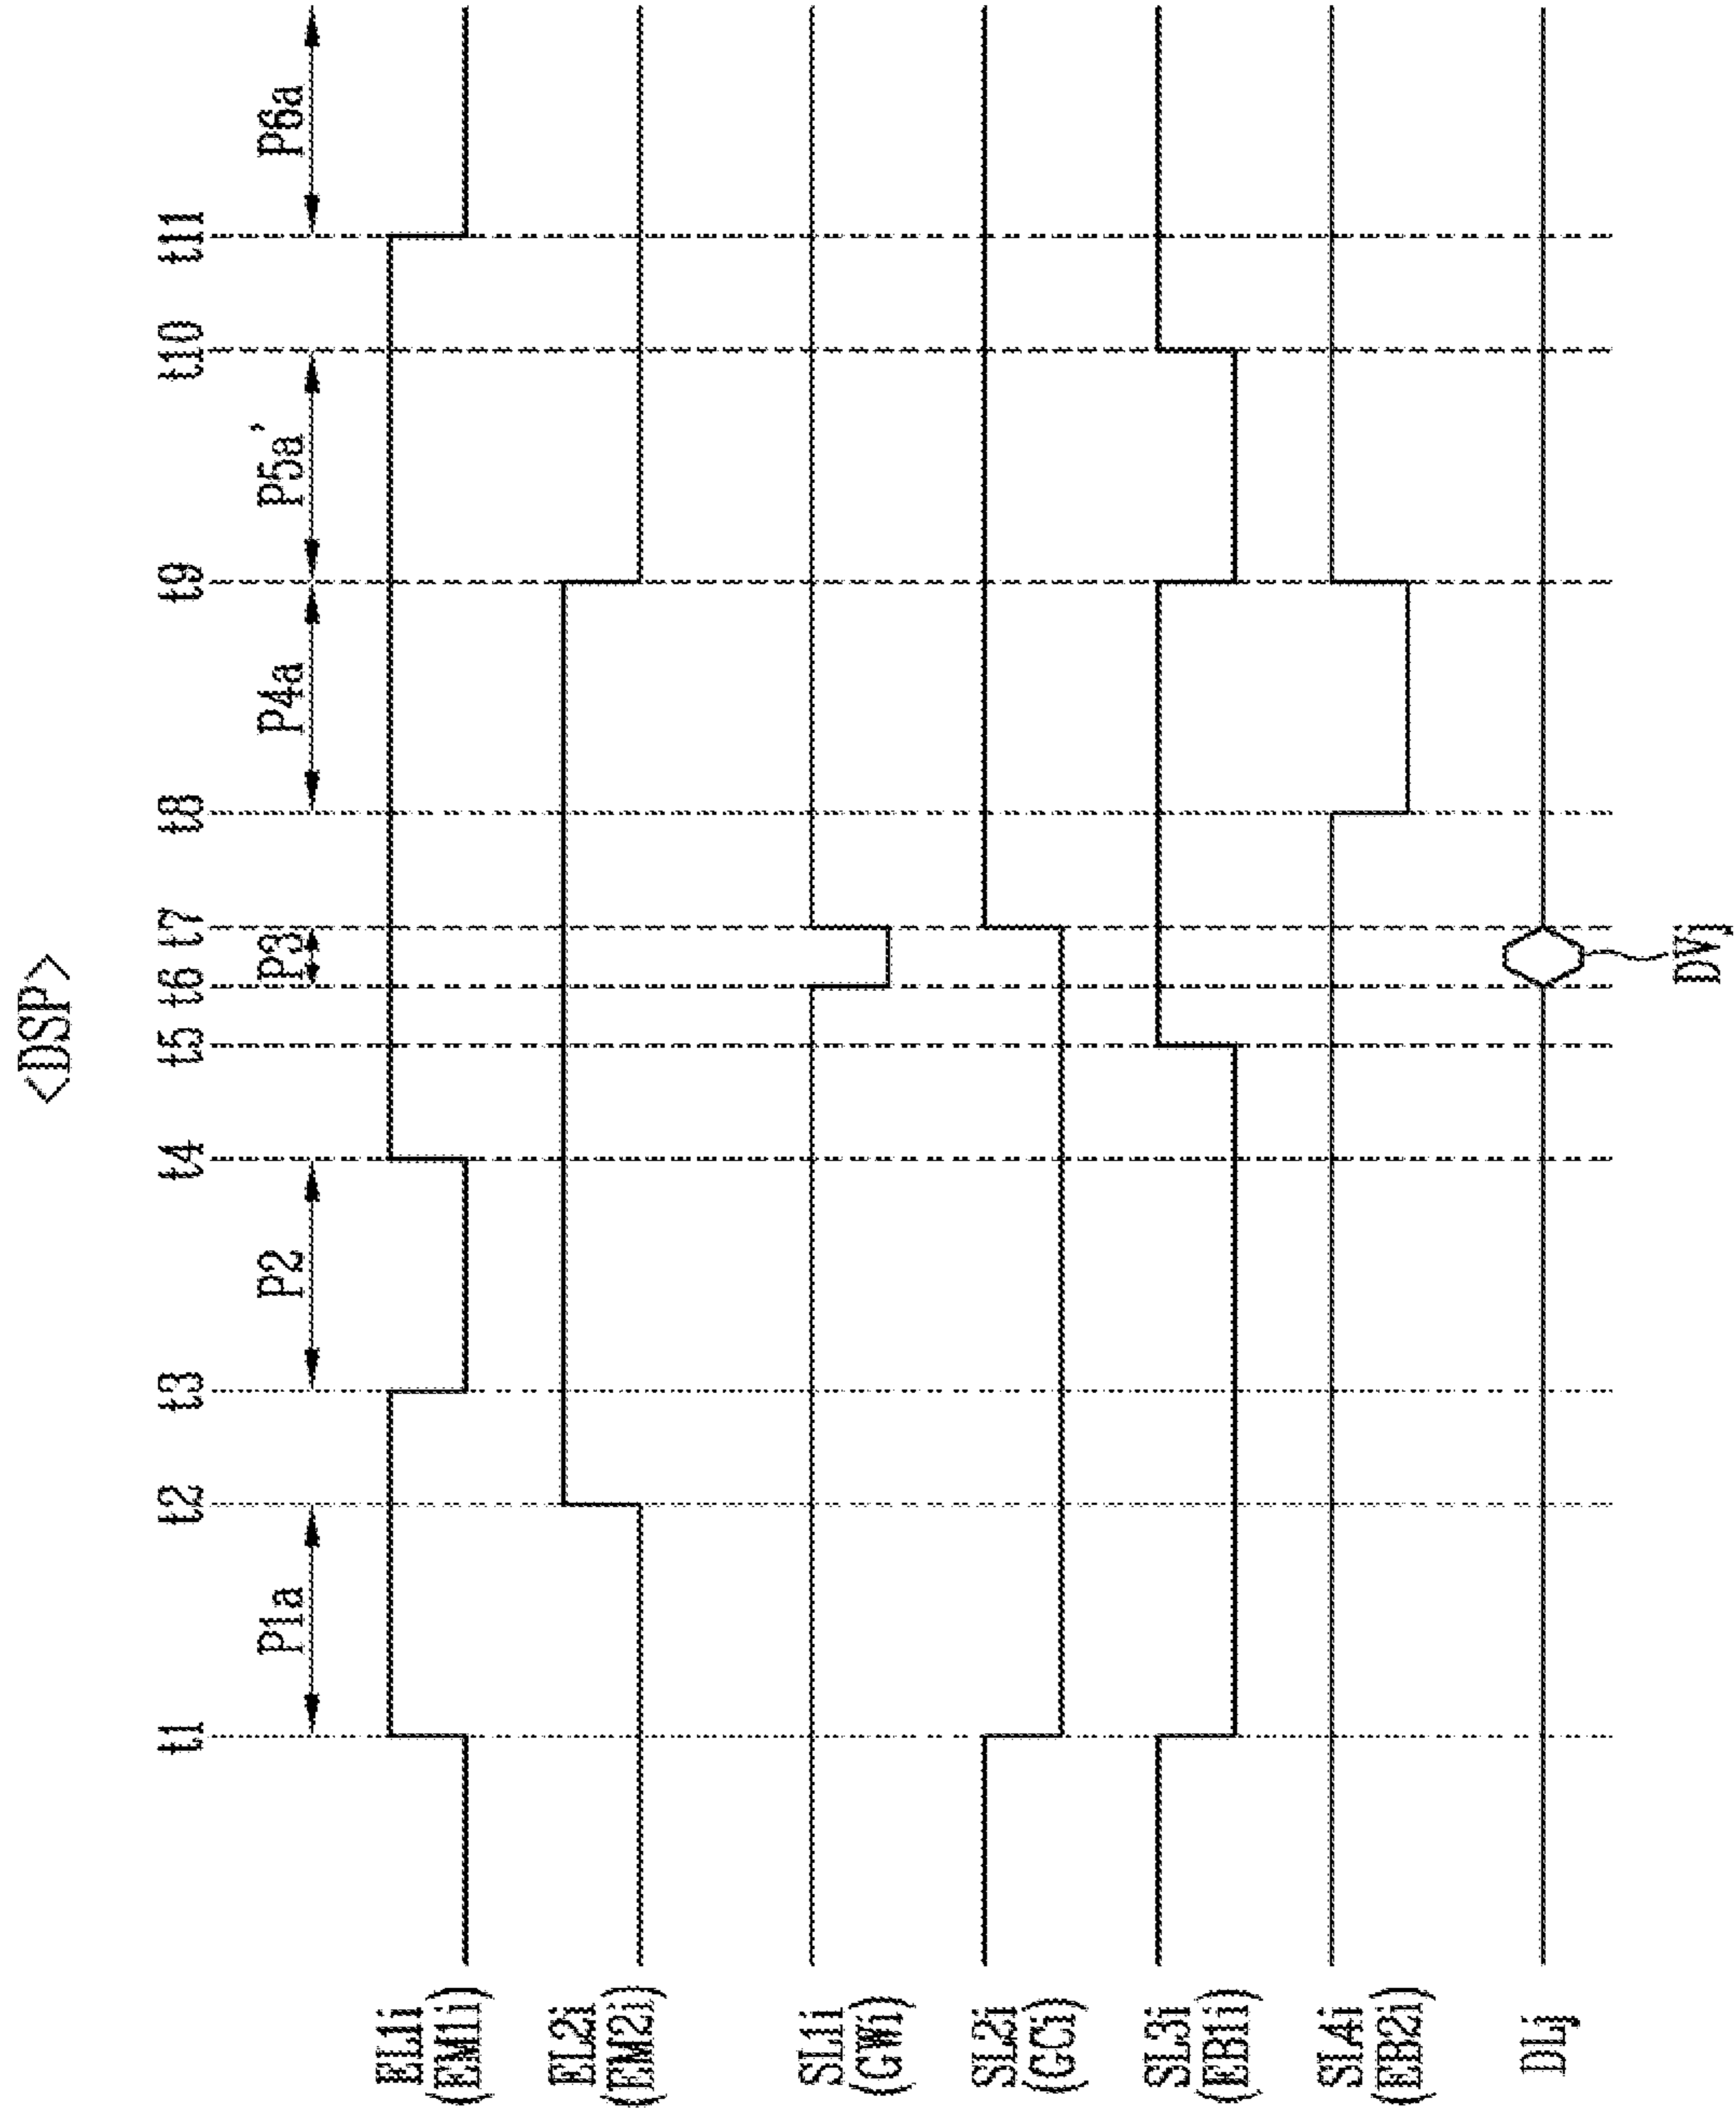 <DSP>
t1 t2 t3 t4 t5 t6 t7 t8 t9 t10 t11
P1a P2 P3 P4a P5a' P6a
EL1i
(EM1i)
EL2i
(EM2i)
SL1i
(GWi)
SL2i
(GCi)
SL3i
(EB1i)
SL4i
(EB2i)
DLj
DVj